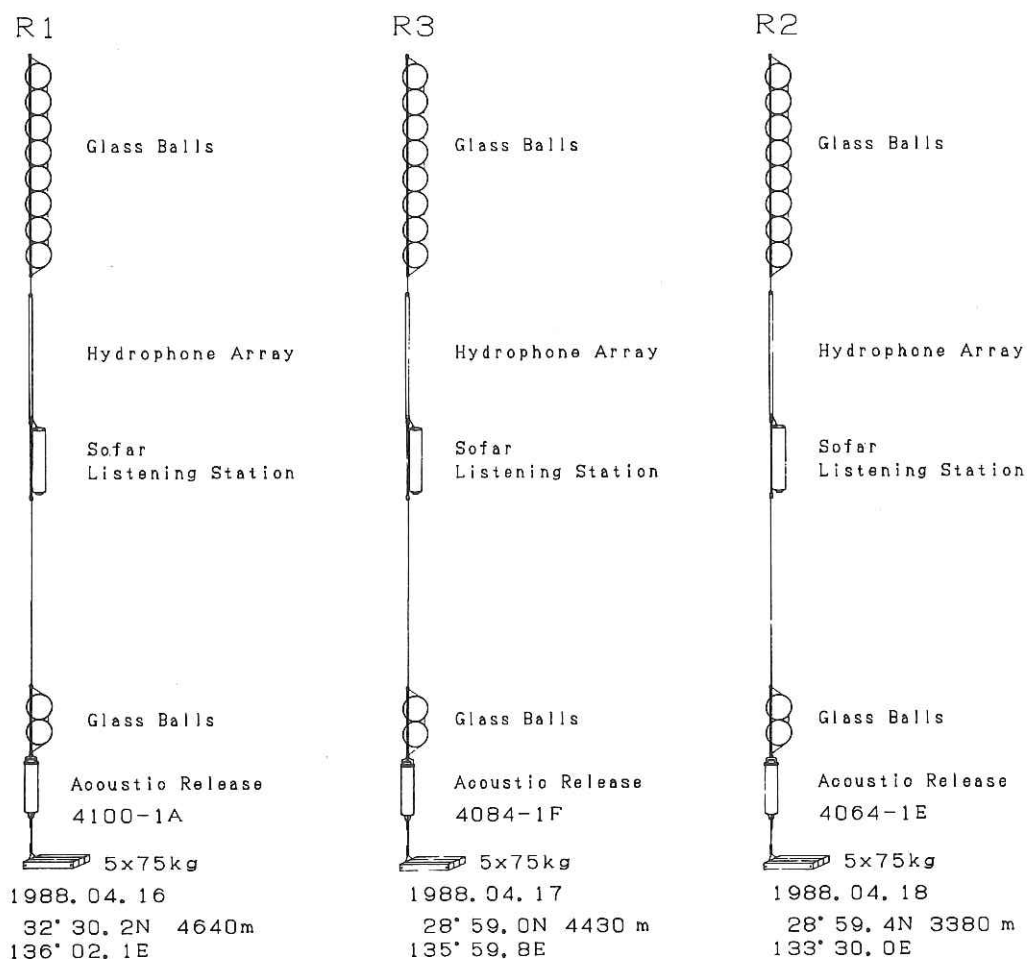 R1
Glass Balls
Hydrophone Array
Sofar
Listening Station
Glass Balls
Acoustic Release
4100-1A
5x75kg
1988.04.16
32° 30.2N 4640m
136° 02.1E
R3
Glass Balls
Hydrophone Array
Sofar
Listening Station
Glass Balls
Acoustic Release
4084-1F
5x75kg
1988.04.17
28° 59.0N 4430 m
135° 59.8E
R2
Glass Balls
Hydrophone Array
Sofar
Listening Station
Glass Balls
Acoustic Release
4064-1E
5x75kg
1988.04.18
28° 59.4N 3380 m
133° 30.0E